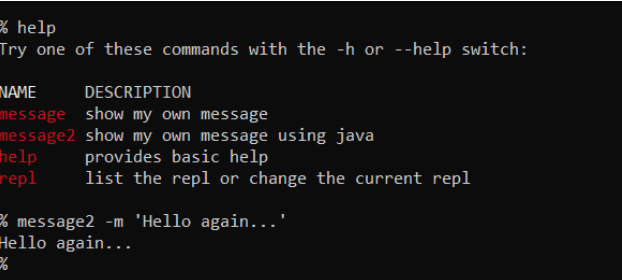 % help
Try one of these commands with the -h or --help switch:
NAME DESCRIPTION
message show my own message
message2 show my own message using java
help provides basic help
repl list the repl or change the current repl
% message2 -m 'Hello again...'
Hello again...
%